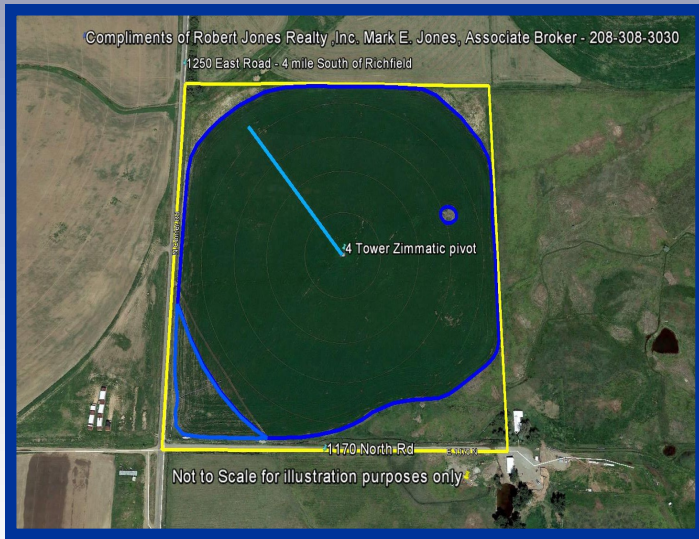 Compliments of Robert Jones Realty ,Inc. Mark E. Jones, Associate Broker - 208-308-3030
1250 East Road - 4 mile South of Richfield
4 Tower Zimmatic pivot
1170 North Rd
Not to Scale for illustration purposes only